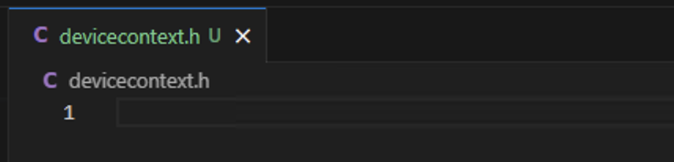 C devicecontext.h U ×
C devicecontext.h
1